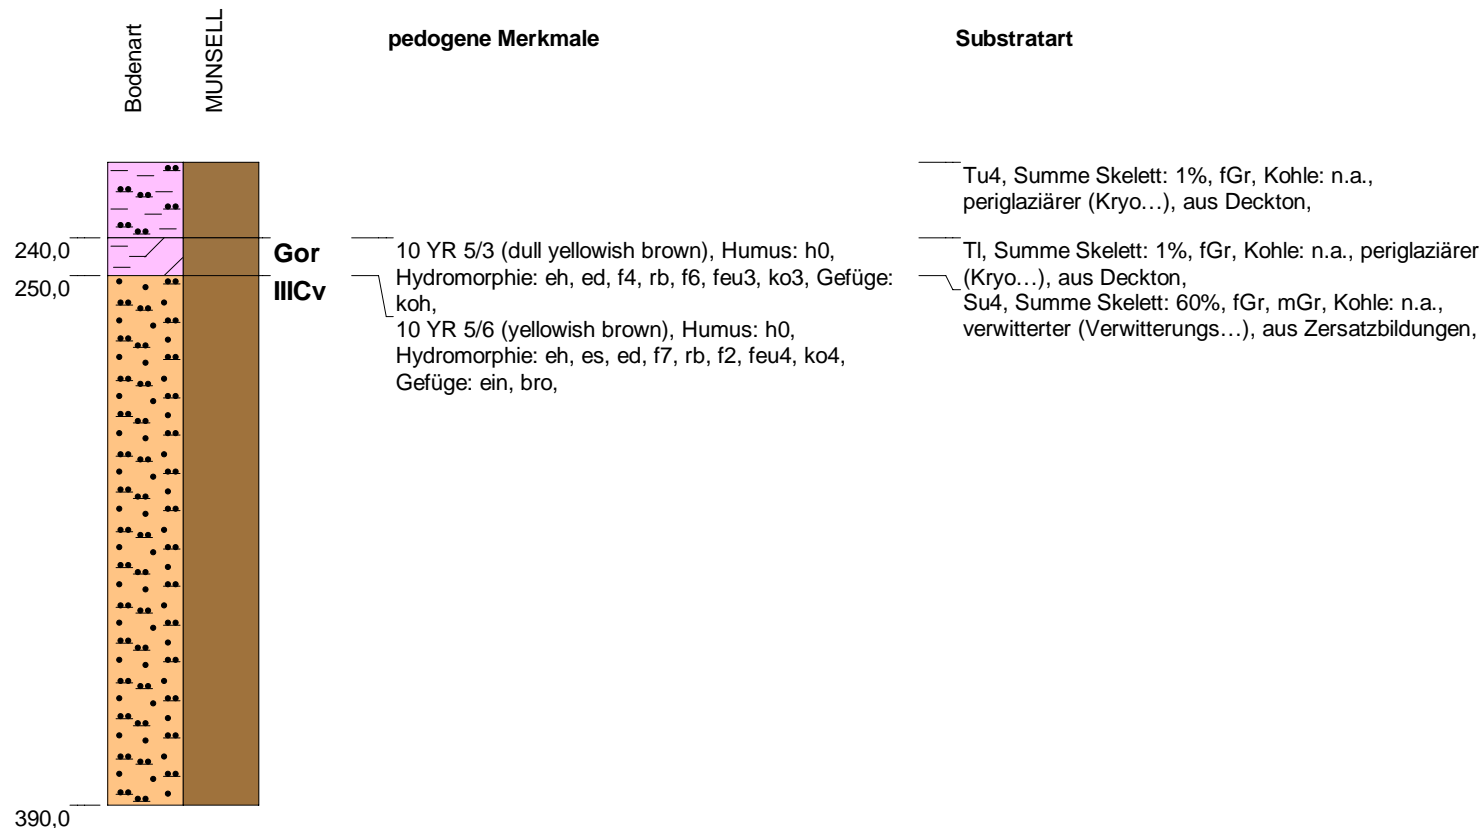 Bodenart
MUNSELL
pedogene Merkmale
Substratart
Tu4, Summe Skelett: 1%, fGr, Kohle: n.a.,
periglaziärer (Kryo…), aus Deckton,
240,0
Gor
10 YR 5/3 (dull yellowish brown), Humus: h0,
Hydromorphie: eh, ed, f4, rb, f6, feu3, ko3, Gefüge:
koh,
Tl, Summe Skelett: 1%, fGr, Kohle: n.a., periglaziärer
(Kryo…), aus Deckton,
250,0
IIICv
10 YR 5/6 (yellowish brown), Humus: h0,
Hydromorphie: eh, es, ed, f7, rb, f2, feu4, ko4,
Gefüge: ein, bro,
Su4, Summe Skelett: 60%, fGr, mGr, Kohle: n.a.,
verwitterter (Verwitterungs…), aus Zersatzbildungen,
390,0